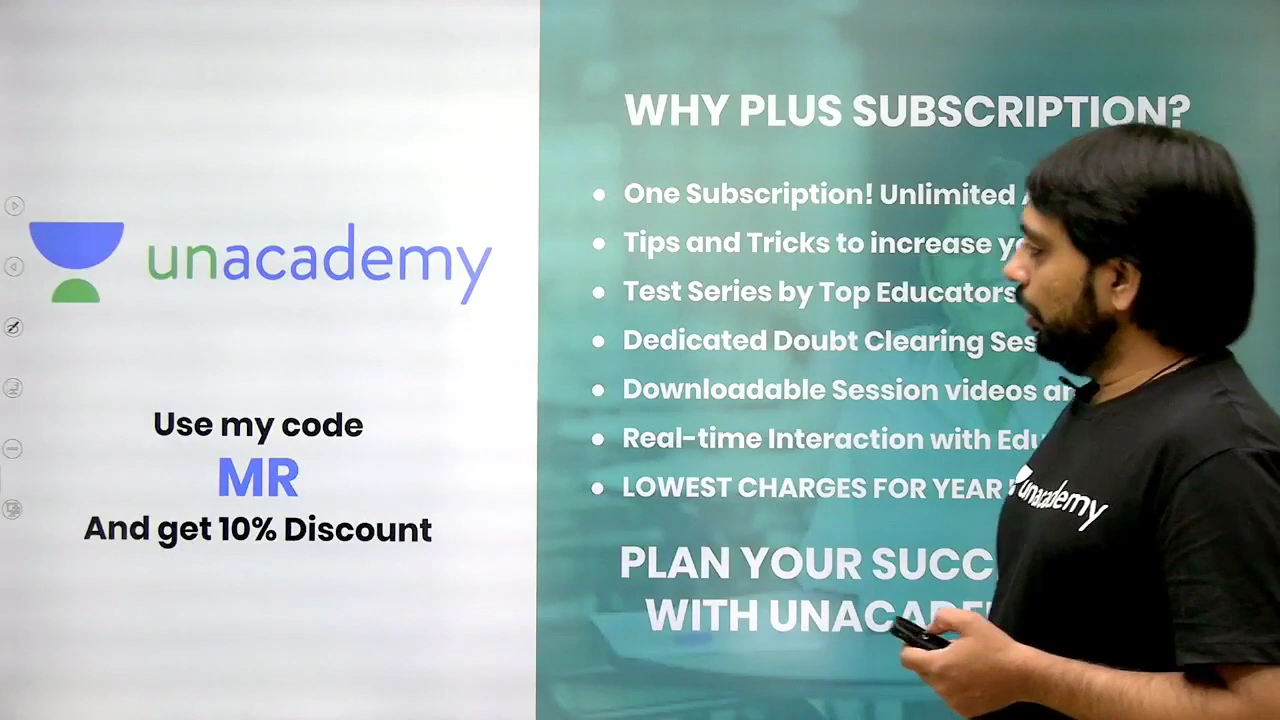 unacademy
Use my code
MR
And get 10% Discount
WHY PLUS SUBSCRIPTION?
One Subscription! Unlimited
Tips and Tricks to increase
Test Series by Top Educators
Dedicated Doubt Clearing
Downloadable Session videos
Real-time Interaction with
LOWEST CHARGES FOR YEAR
PLAN YOUR
WITH
unacademy